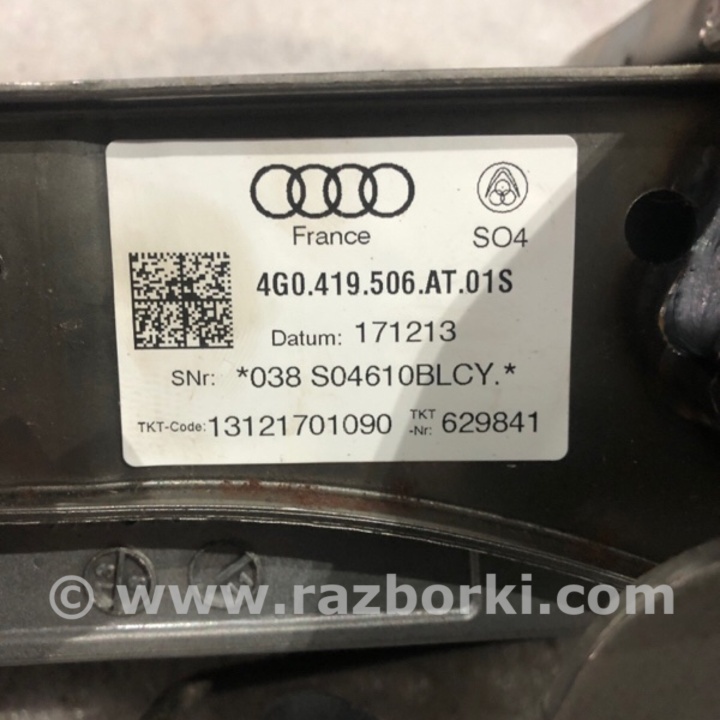 France
SO4
4G0.419.506.AT.01S
Datum: 171213
SNr: *038 S04610BLCY.*
TKT-Code: 13121701090 TKT -Nr: 629841
© www.razborki.com